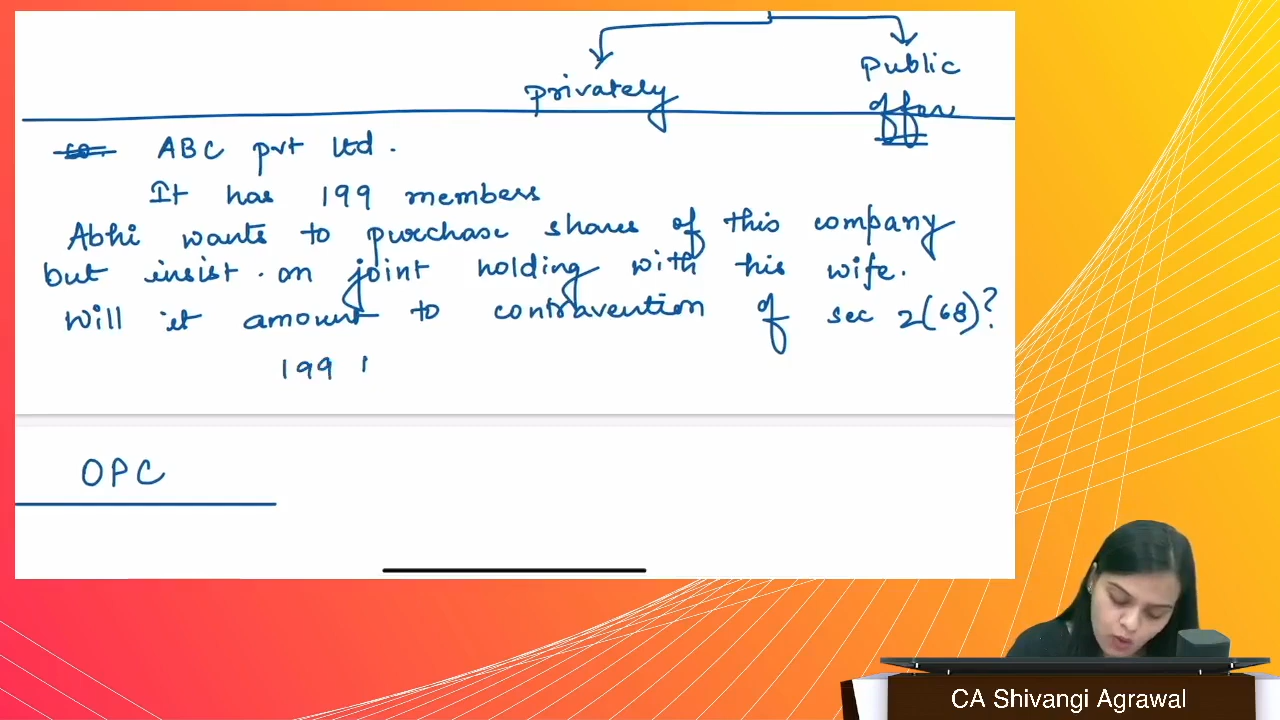 privately
public
offer
co. ABC pvt ltd.
It has 199 members
Abhi wants to purchase shares of this company
but insist on joint holding with his wife.
Will it amount to contravention of sec 2(68)?
199 1
OPC
CA Shivangi Agrawal